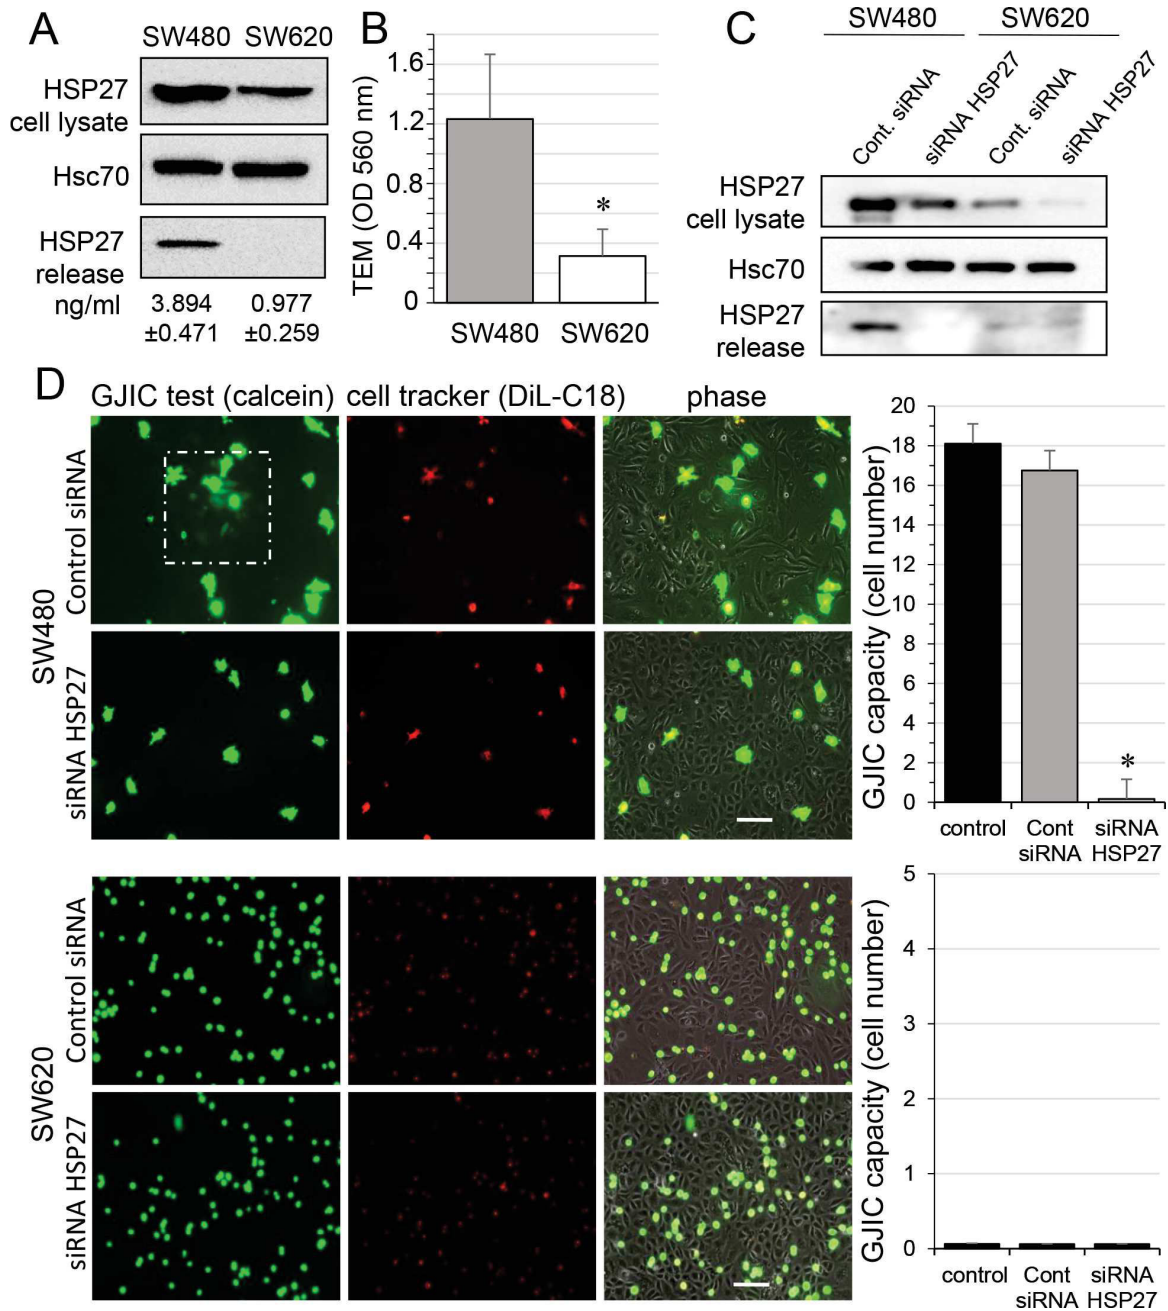 A
SW480 SW620
HSP27
cell lysate
Hsc70
HSP27
release
ng/ml
3.894 0.977
±0.471 ±0.259
B
TEM (OD 560 nm)
1.6
1.2
0.8
0.4
0
*
SW480 SW620
C
SW480 SW620
Cont. siRNA
siRNA HSP27
Cont. siRNA
siRNA HSP27
HSP27
cell lysate
Hsc70
HSP27
release
D
GJIC test (calcein) cell tracker (DiL-C18) phase
SW480
Control siRNA
siRNA HSP27
GJIC capacity (cell number)
20
18
16
14
12
10
8
6
4
2
0
*
control Cont siRNA
siRNA HSP27
SW620
Control siRNA
siRNA HSP27
GJIC capacity (cell number)
5
4
3
2
1
0
control Cont siRNA
siRNA HSP27